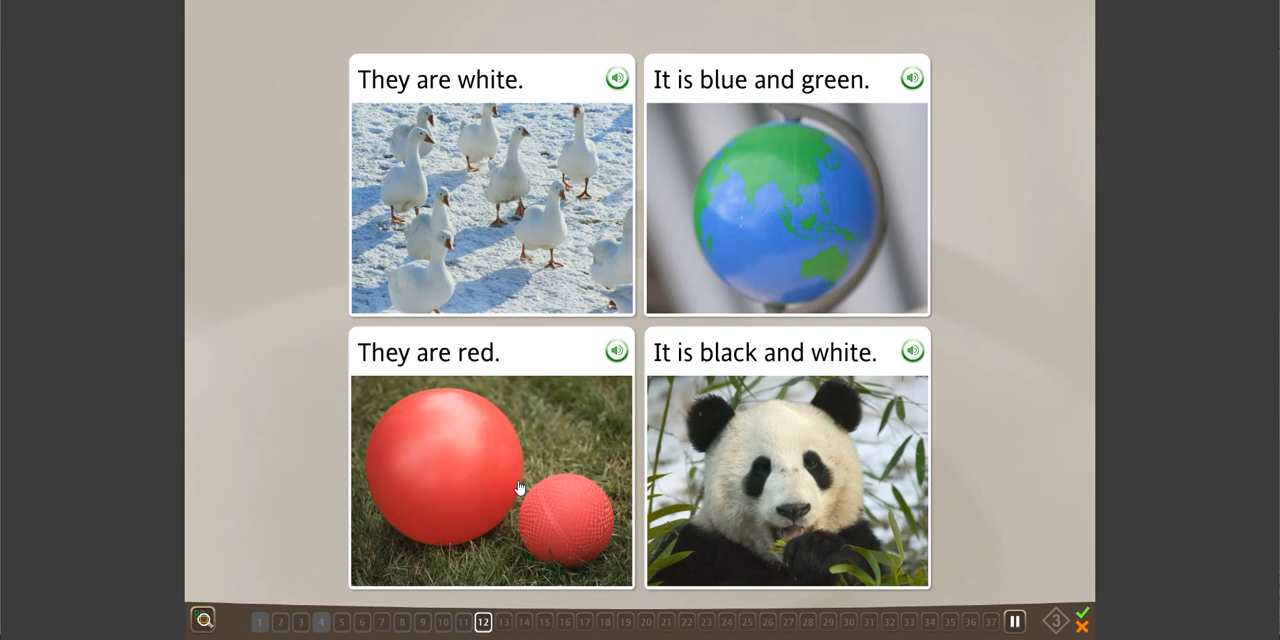 They are white.
It is blue and green.
They are red.
It is black and white.
1 2 3 4 5 6 7 8 9 10 11 12 13 14 15 16 17 18 19 20 21 22 23 24 25 26 27 28 29 30 31 32 33 34 35 36 37
3